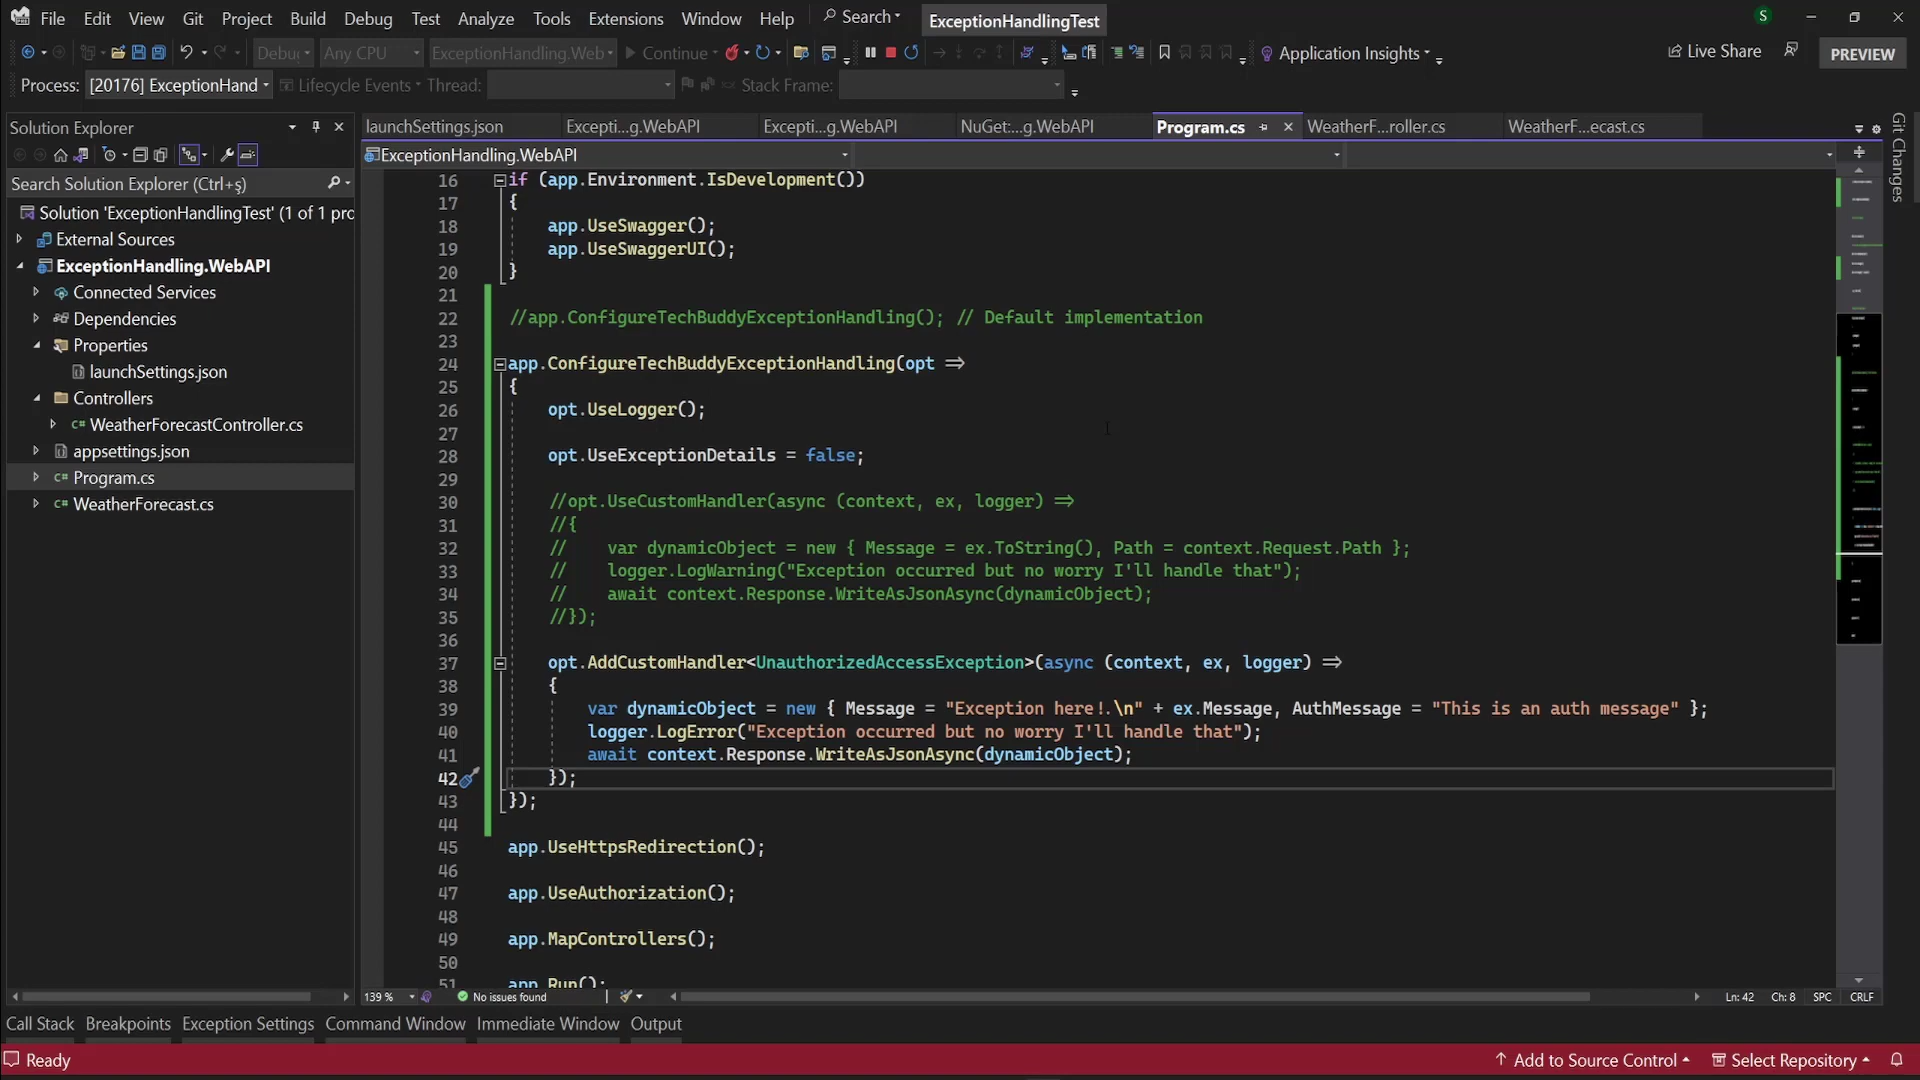 File Edit View Git Project Build Debug Test Analyze Tools Extensions Window Help Search ExceptionHandlingTest S
Debug Any CPU ExceptionHandling.Web Continue Application Insights Live Share PREVIEW
Process: [20176] ExceptionHand Lifecycle Events Thread: Stack Frame:
Solution Explorer
Search Solution Explorer (Ctrl+ş)
Solution 'ExceptionHandlingTest' (1 of 1 pro
External Sources
ExceptionHandling.WebAPI
Connected Services
Dependencies
Properties
launchSettings.json
Controllers
C# WeatherForecastController.cs
appsettings.json
C# Program.cs
C# WeatherForecast.cs
launchSettings.json Excepti...g.WebAPI Excepti...g.WebAPI NuGet:...g.WebAPI Program.cs WeatherF...roller.cs WeatherF...ecast.cs
ExceptionHandling.WebAPI
16 if (app.Environment.IsDevelopment())
17 {
18 app.UseSwagger();
19 app.UseSwaggerUI();
20 }
21
22 //app.ConfigureTechBuddyExceptionHandling(); // Default implementation
23
24 app.ConfigureTechBuddyExceptionHandling(opt =>
25 {
26 opt.UseLogger();
27
28 opt.UseExceptionDetails = false;
29
30 //opt.UseCustomHandler(async (context, ex, logger) =>
31 //{
32 // var dynamicObject = new { Message = ex.ToString(), Path = context.Request.Path };
33 // logger.LogWarning("Exception occurred but no worry I'll handle that");
34 // await context.Response.WriteAsJsonAsync(dynamicObject);
35 //});
36
37 opt.AddCustomHandler<UnauthorizedAccessException>(async (context, ex, logger) =>
38 {
39 var dynamicObject = new { Message = "Exception here!.\n" + ex.Message, AuthMessage = "This is an auth message" };
40 logger.LogError("Exception occurred but no worry I'll handle that");
41 await context.Response.WriteAsJsonAsync(dynamicObject);
42 });
43 });
44
45 app.UseHttpsRedirection();
46
47 app.UseAuthorization();
48
49 app.MapControllers();
50
51 app.Run();
139 % No issues found Ln: 42 Ch: 8 SPC CRLF
Git Changes
Call Stack Breakpoints Exception Settings Command Window Immediate Window Output
Ready Add to Source Control Select Repository